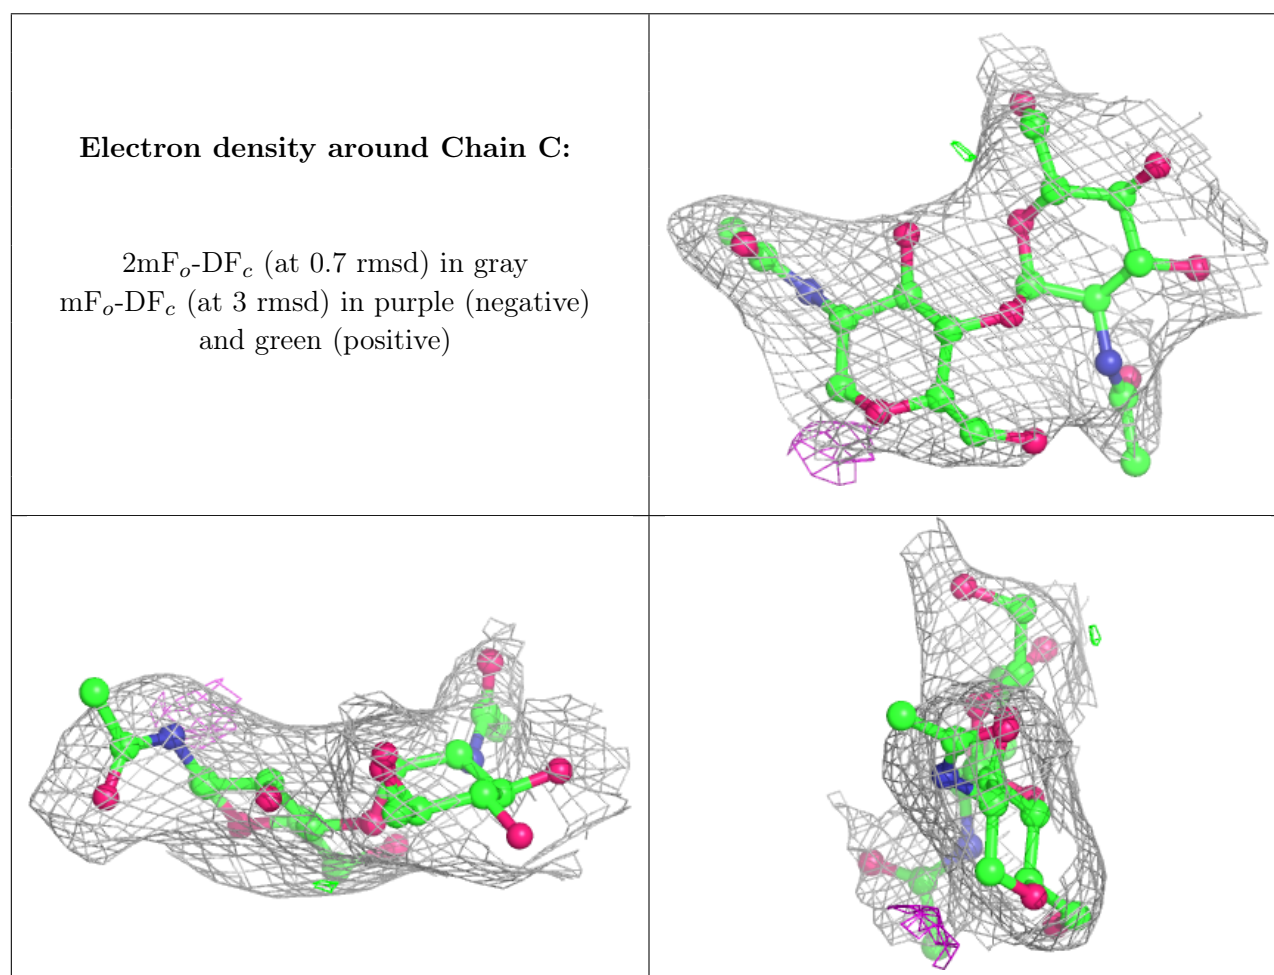 Electron density around Chain C:
2mFo-DFc (at 0.7 rmsd) in gray
mFo-DFc (at 3 rmsd) in purple (negative)
and green (positive)